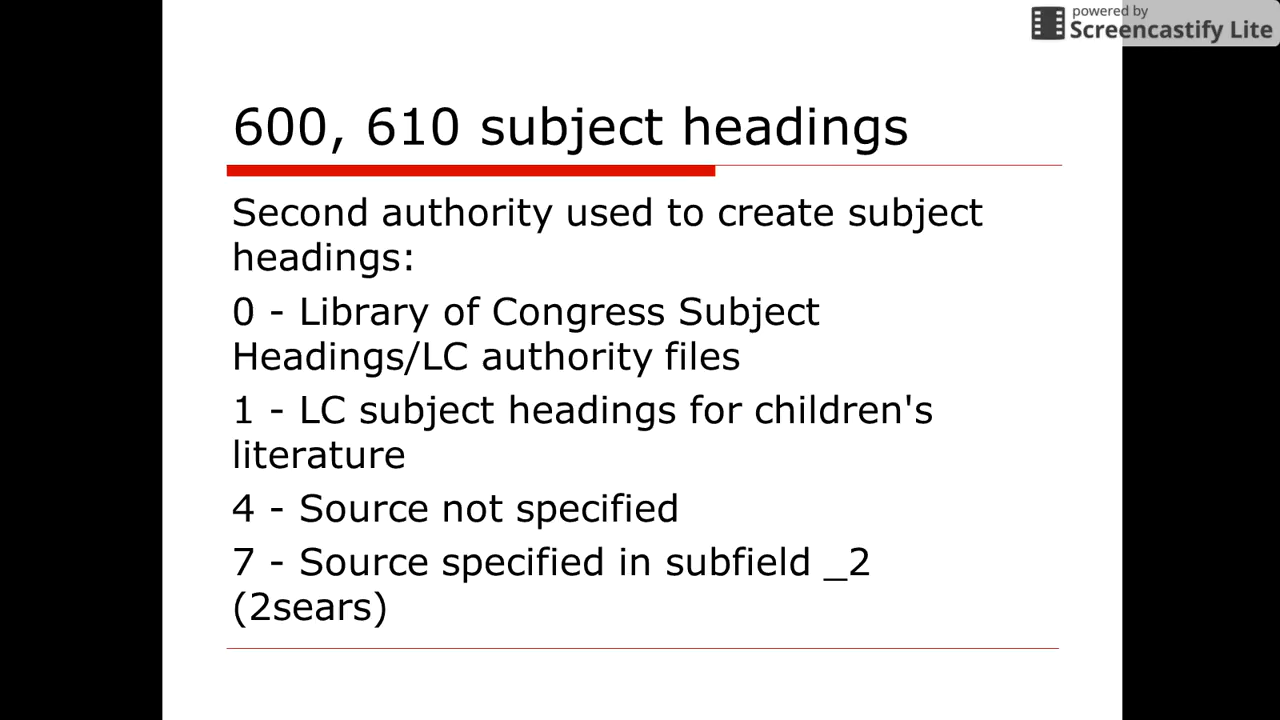 powered by
Screencastify Lite
600, 610 subject headings
Second authority used to create subject
headings:
0 - Library of Congress Subject
Headings/LC authority files
1 - LC subject headings for children's
literature
4 - Source not specified
7 - Source specified in subfield _2
(2sears)